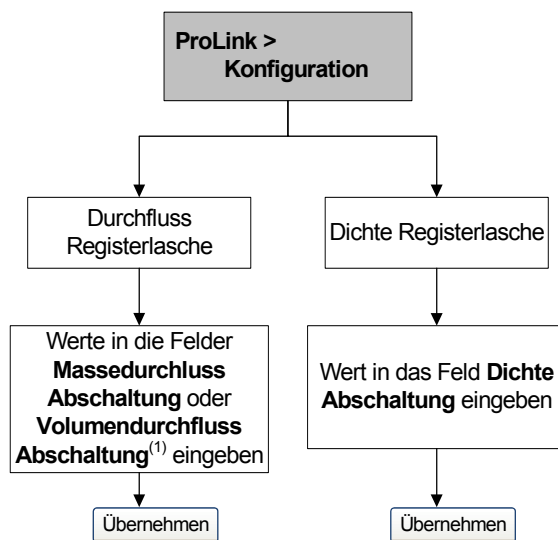 ProLink >
Konfiguration
Durchfluss
Registerlasche
Dichte Registerlasche
Werte in die Felder
Massedurchluss
Abschaltung oder
Volumendurchfluss
Abschaltung(1) eingeben
Wert in das Feld Dichte
Abschaltung eingeben
Übernehmen
Übernehmen